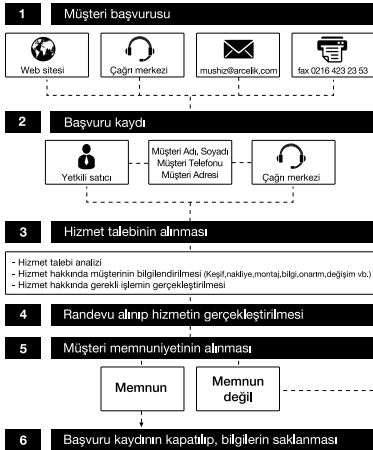 1 Müşteri başvurusu
Web sitesi
Çağrı merkezi
mushiz@arcelik.com
fax 0216 423 23 53
2 Başvuru kaydı
Yetkili satıcı
Müşteri Adı, Soyadı
Müşteri Telefonu
Müşteri Adresi
Çağrı merkezi
3 Hizmet talebinin alınması
- Hizmet talebi analizi
- Hizmet hakkında müşterinin bilgilendirilmesi (Keşif,nakliye,montaj,bilgi,onarım,değişim vb.)
- Hizmet hakkında gerekli işlemin gerçekleştirilmesi
4 Randevu alınıp hizmetin gerçekleştirilmesi
5 Müşteri memnuniyetinin alınması
Memnun
Memnun
değil
6 Başvuru kaydının kapatılıp, bilgilerin saklanması